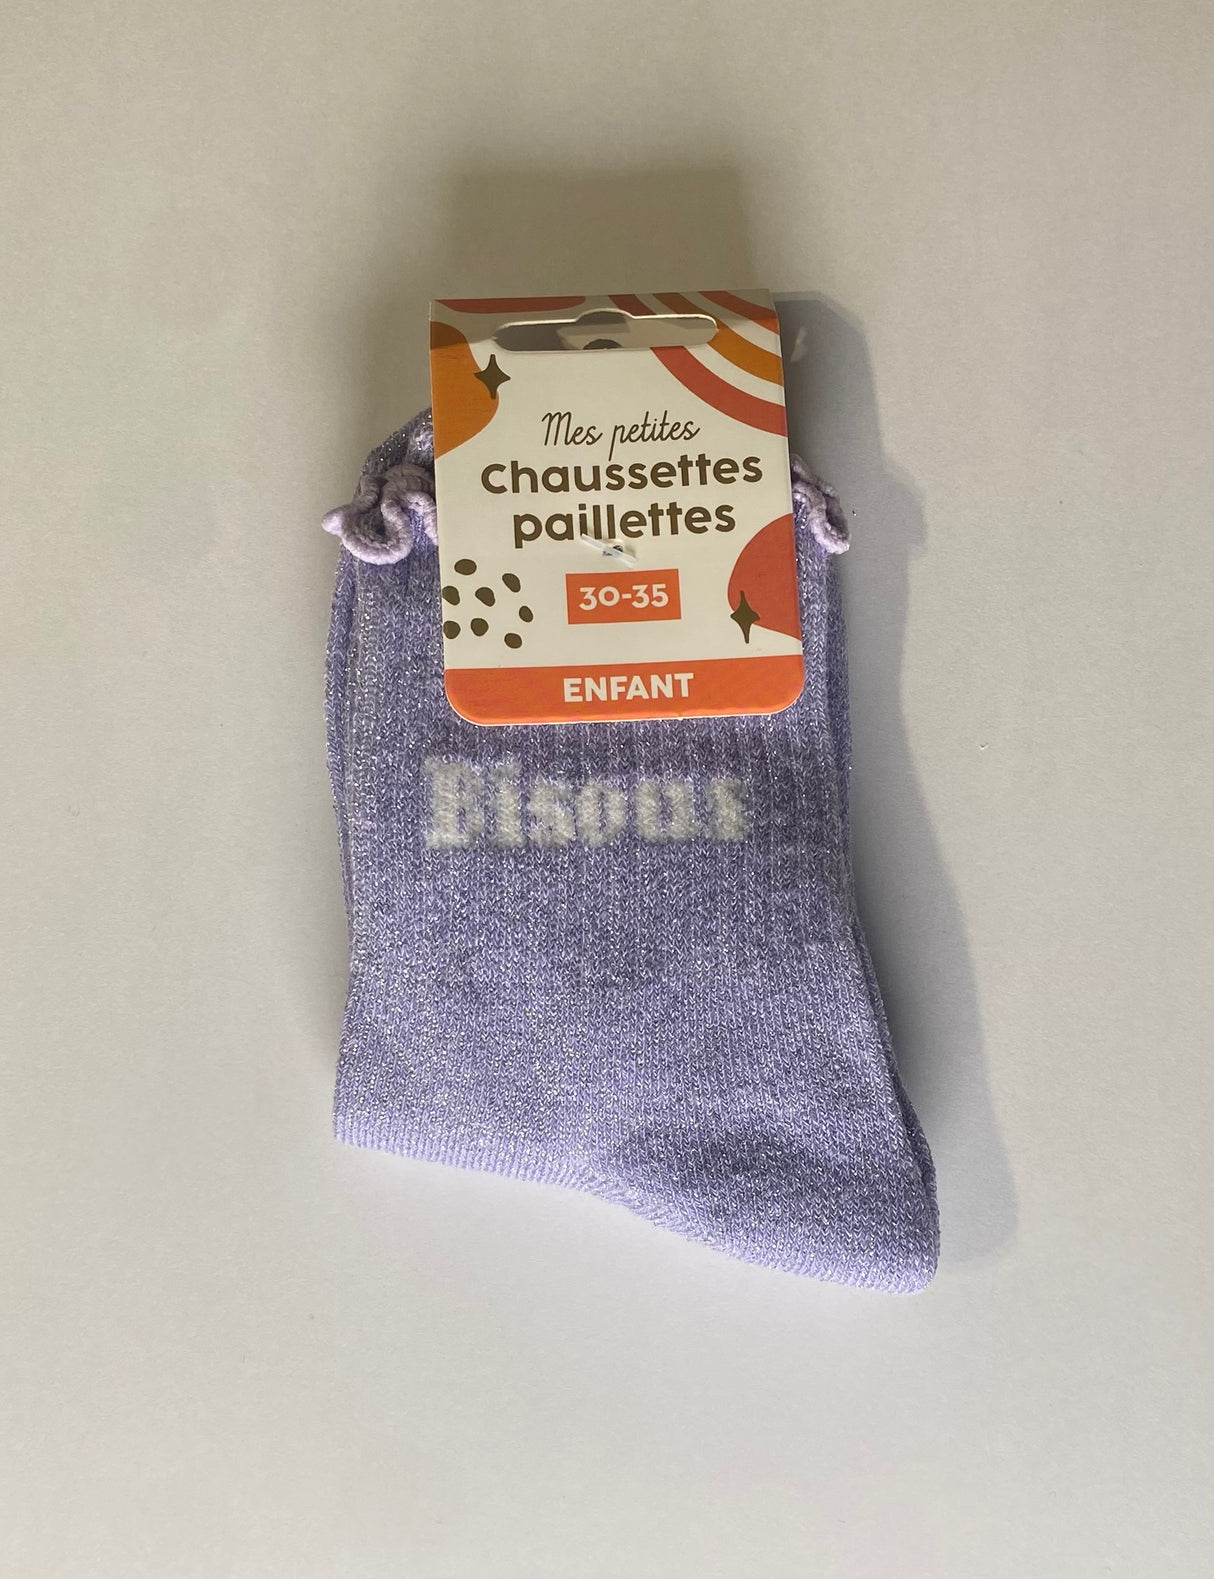 Mes petites
Chaussettes
paillettes
30-35
ENFANT
Bisous